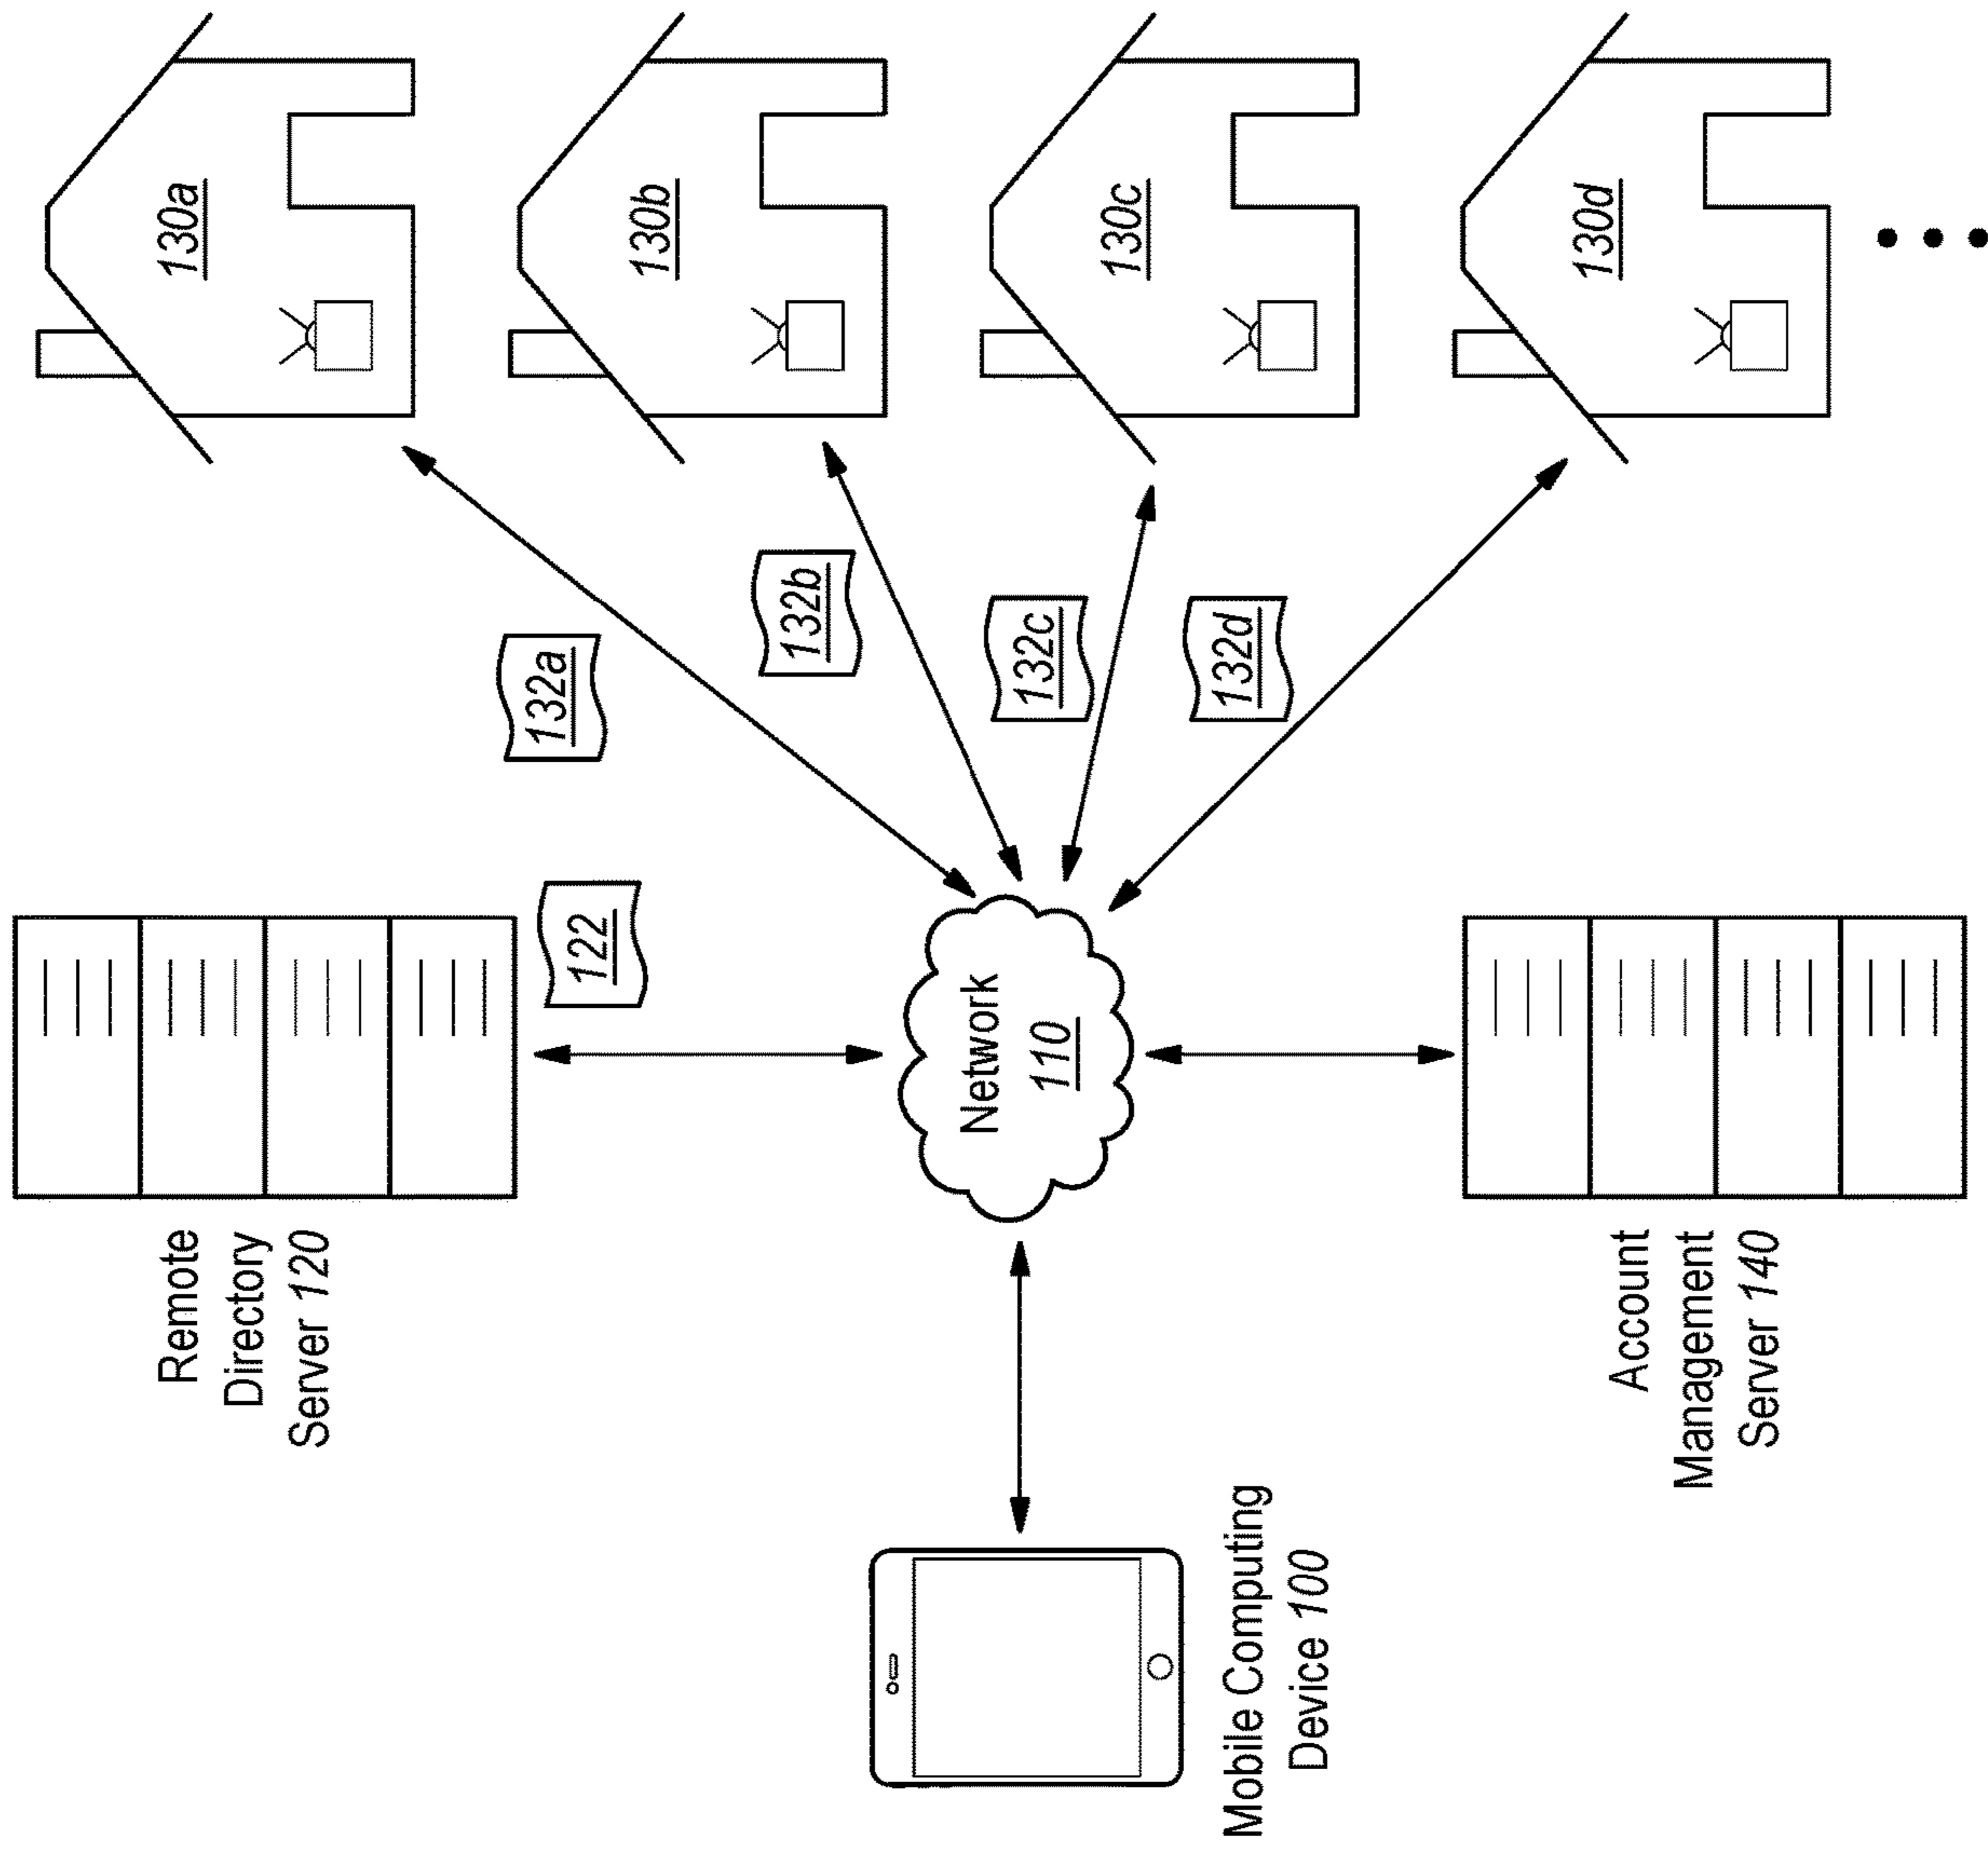 Remote
Directory
Server 120
122
132a
130a
132b
130b
Mobile Computing
Device 100
Network
110
132c
130c
132d
130d
Account
Management
Server 140